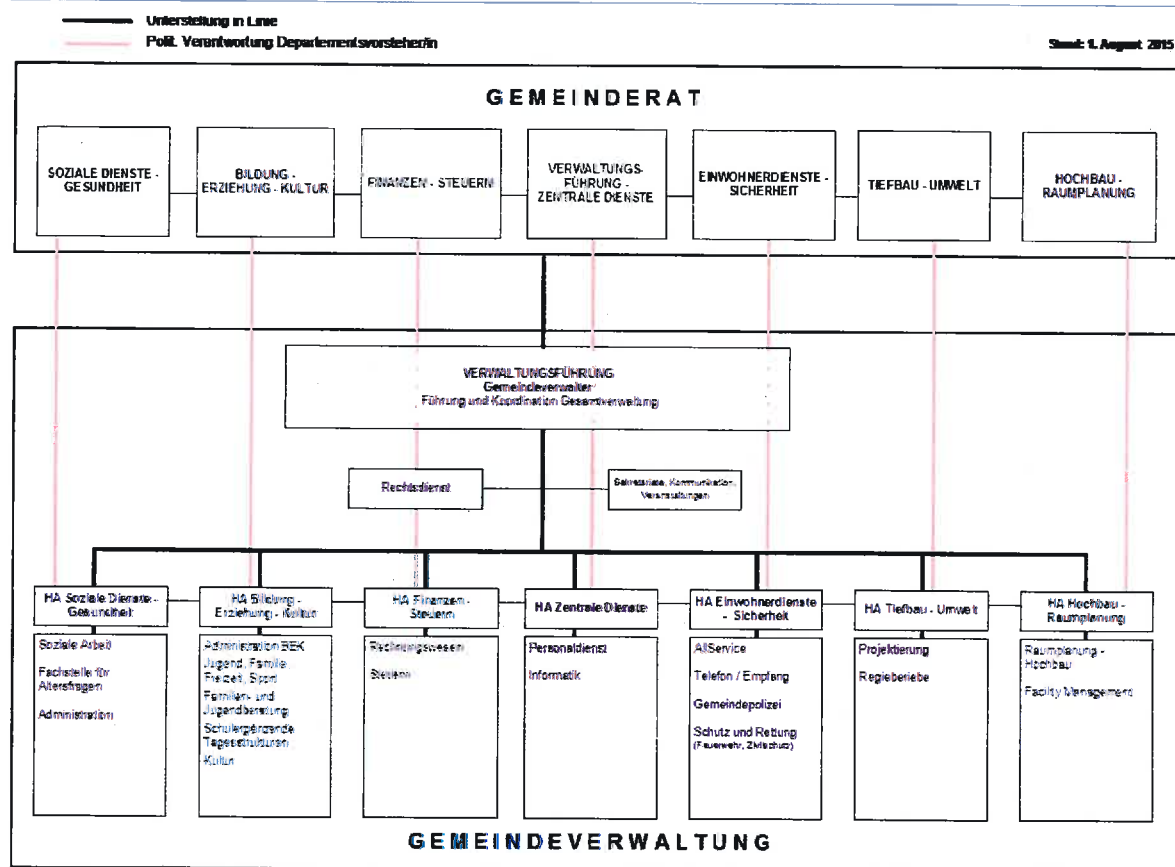 Unterstellung in Linie
Polit. Verantwortung Departementsvorsteher/in
Stand: 1. August 2015
GEMEINDERAT
SOZIALE DIENSTE -
GESUNDHEIT
BILDUNG -
ERZIEHUNG - KULTUR
FINANZEN - STEUERN
VERWALTUNGS-
FÜHRUNG -
ZENTRALE DIENSTE
EINWOHNERDIENSTE -
SICHERHEIT
TIEFBAU - UMWELT
HOCHBAU -
RAUMPLANUNG
VERWALTUNGSFÜHRUNG
Gemeindeverwalter
Führung und Koordination Gesamtverwaltung
Rechtsdienst
Sekretariate, Kommunikation,
Veranstaltungen
HA Soziale Dienste -
Gesundheit
HA Bildung -
Erziehung - Kultur
HA Finanzen -
Steuern
HA Zentrale Dienste
HA Einwohnerdienste
- Sicherheit
HA Tiefbau - Umwelt
HA Hochbau -
Raumplanung
Soziale Arbeit
Fachstelle für
Altersfragen
Administration
Administration BEK
Jugend, Familie
Freizeit, Sport
Familien- und
Jugendberatung
Schulergänzende
Tagesstrukturen
Kultur
Rechnungswesen
Steuern
Personaldienst
Informatik
AllService
Telefon / Empfang
Gemeindepolizei
Schutz und Rettung
(Feuerwehr, Zivilschutz)
Projektierung
Regiebetriebe
Raumplanung -
Hochbau
Facility Management
GEMEINDEVERWALTUNG